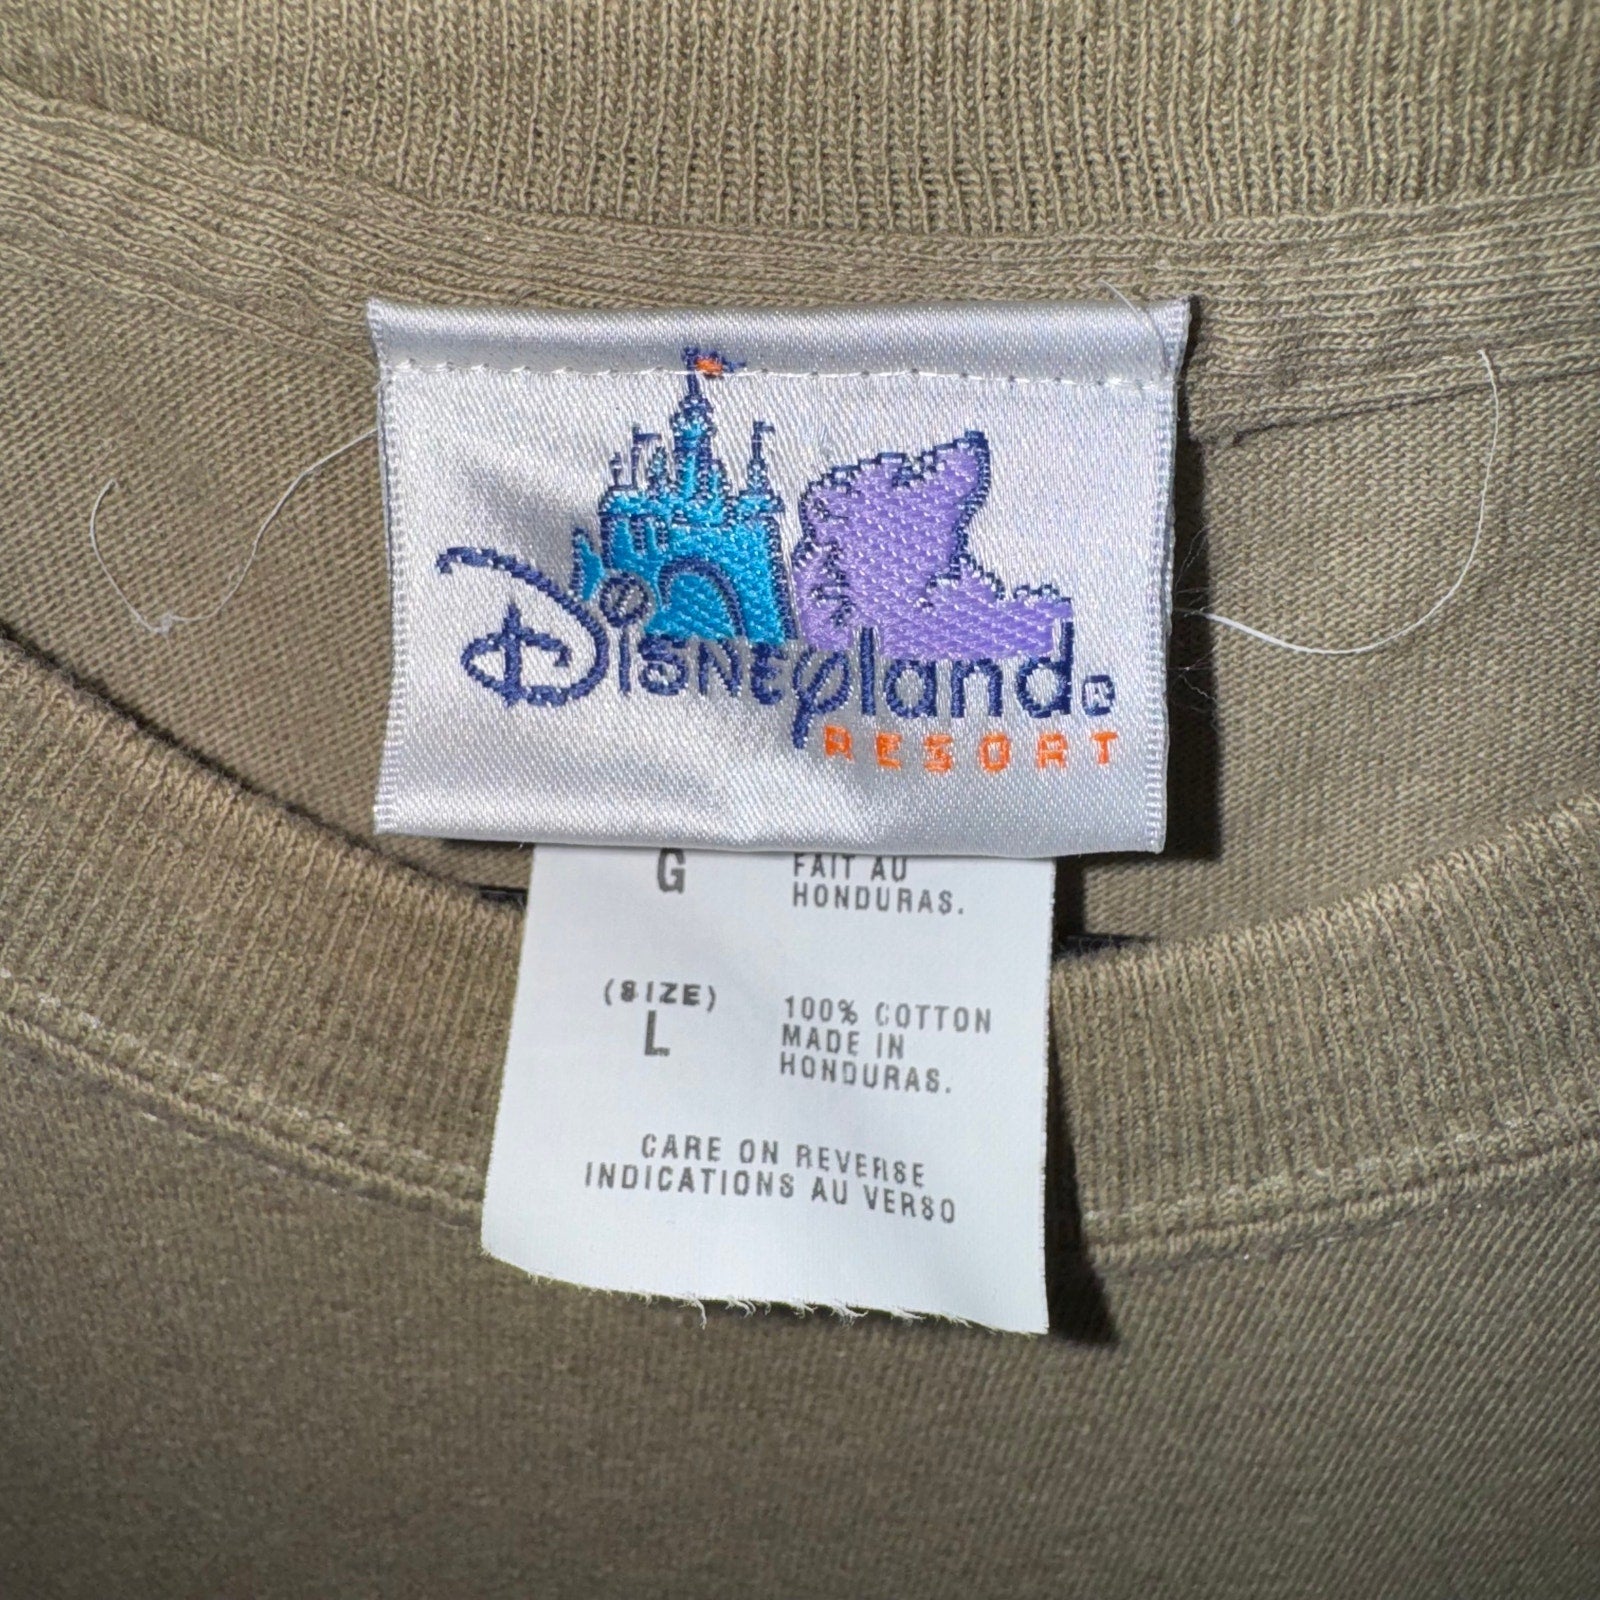 Disneyland®
RESORT
G
FAIT AU
HONDURAS.
(SIZE)
L
100% COTTON
MADE IN
HONDURAS.
CARE ON REVERSE
INDICATIONS AU VERSO